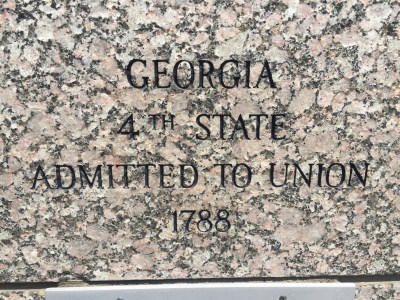 GEORGIA
4TH STATE
ADMITTED TO UNION
1788